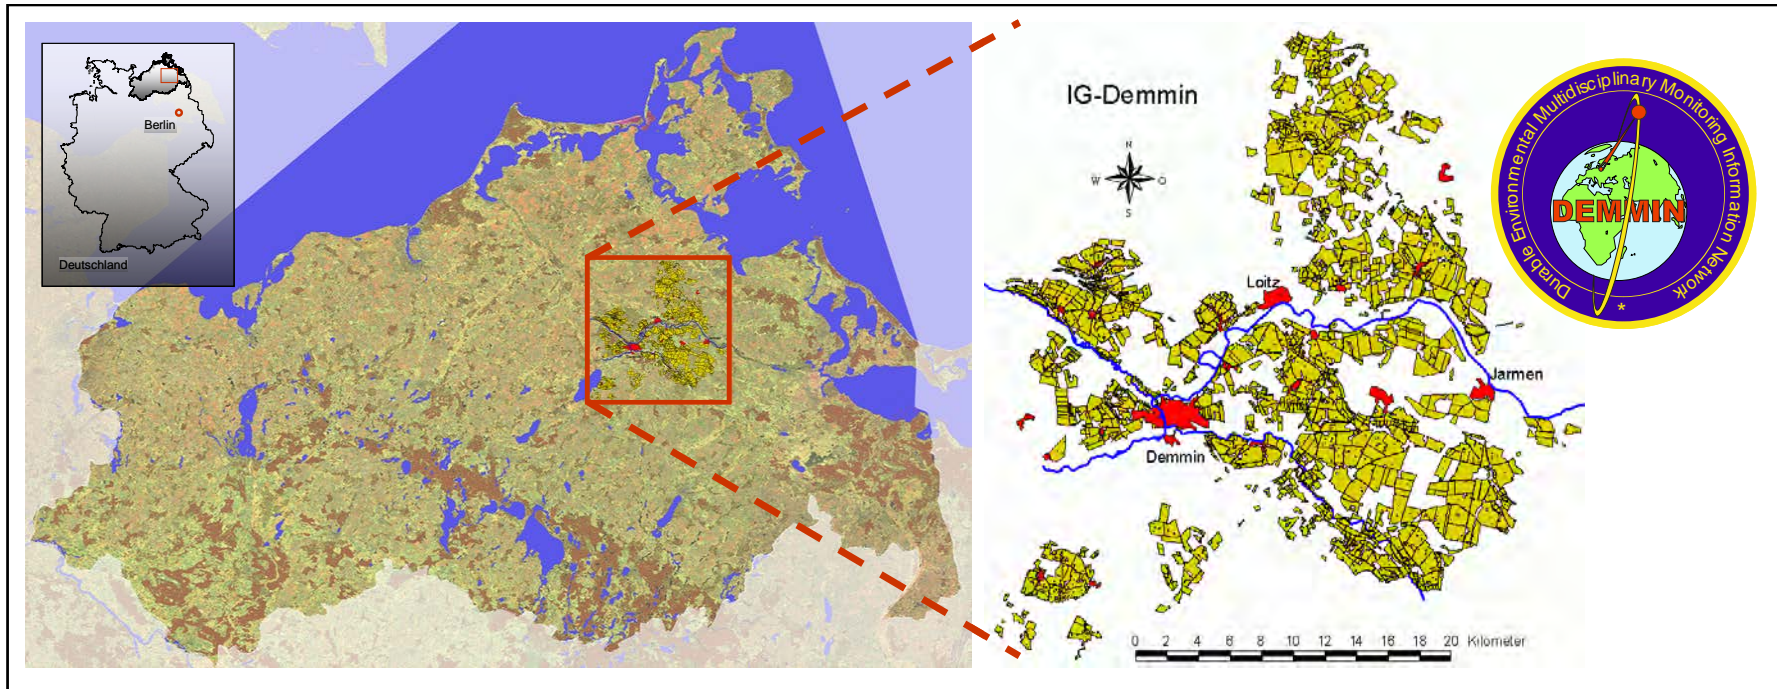 Berlin
Deutschland
IG-Demmin
N
W
O
S
Loitz
Jarmen
Demmin
0 2 4 6 8 10 12 14 16 18 20 Kilometer
Durable Environmental Multidisciplinary Monitoring Information Network
DEMMIN
*